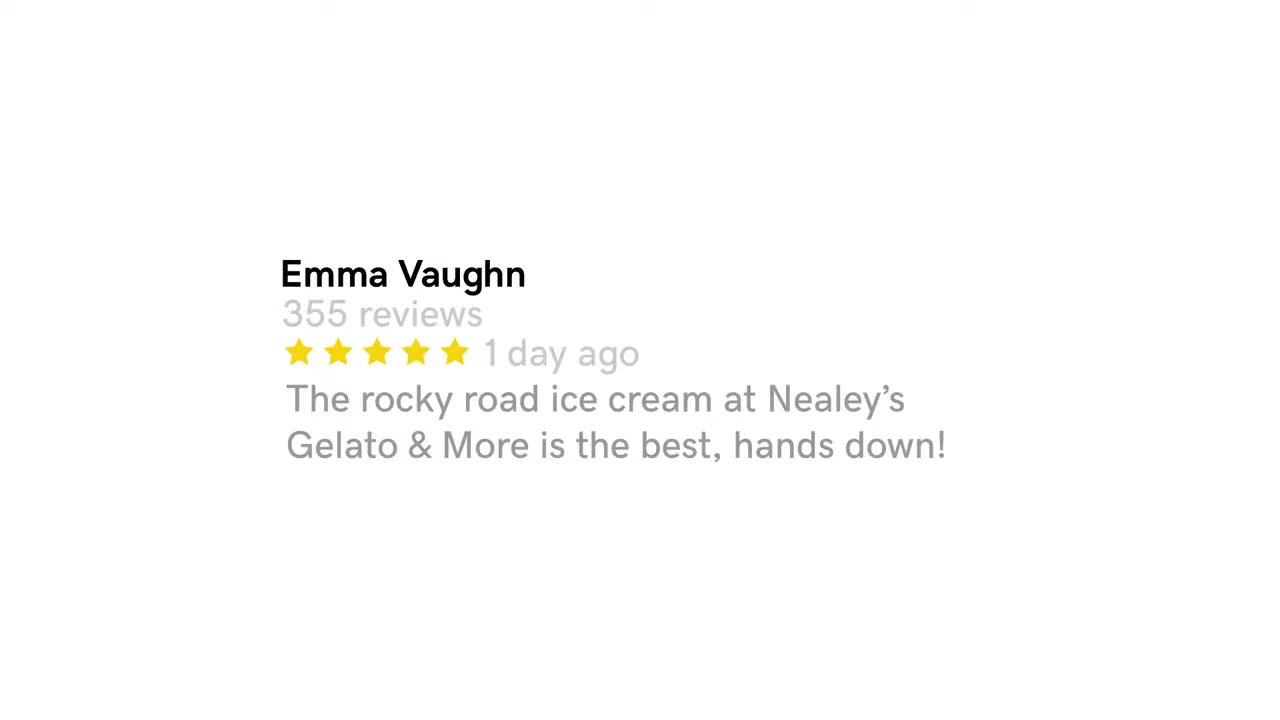 Emma Vaughn
355 reviews
1 day ago
The rocky road ice cream at Nealey’s
Gelato & More is the best, hands down!